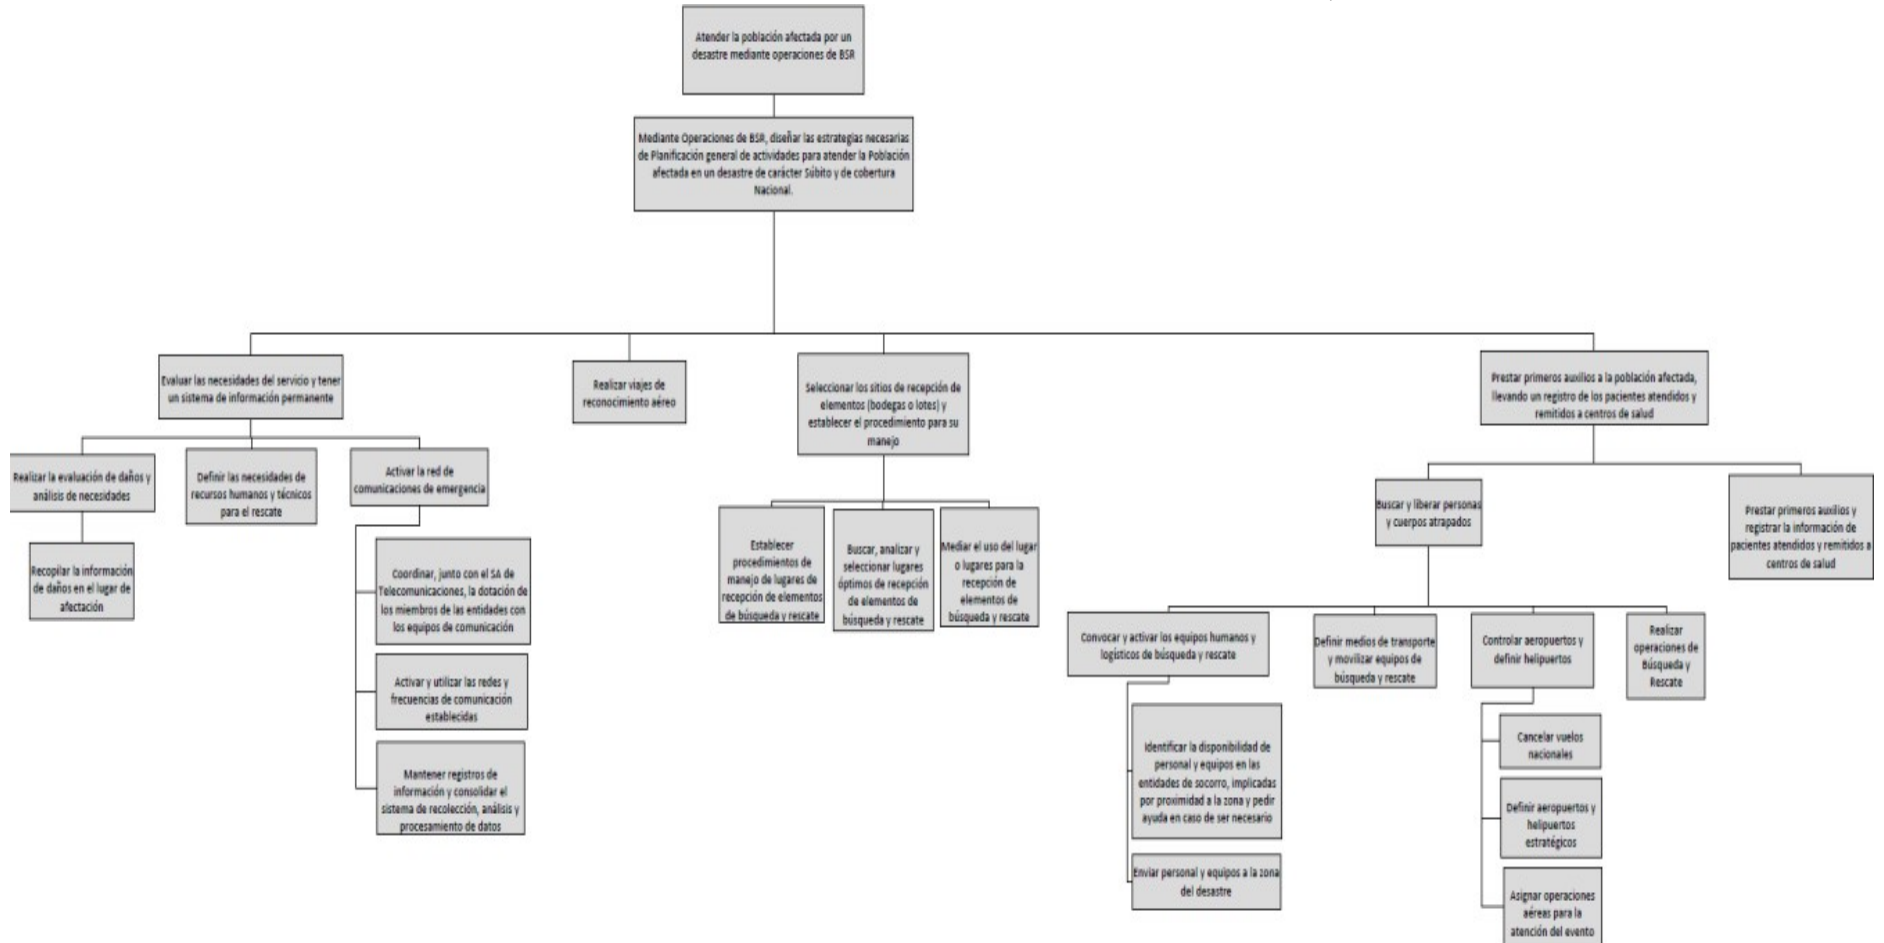 Atender la población afectada por un
desastre mediante operaciones de BSR
Mediante Operaciones de BSR, diseñar las estrategias necesarias
de Planificación general de actividades para atender la Población
afectada en un desastre de carácter Súbito y de cobertura
Nacional.
Evaluar las necesidades del servicio y tener
un sistema de información permanente
Realizar viajes de
reconocimiento aéreo
Seleccionar los sitios de recepción de
elementos (bodegas o lotes) y
establecer el procedimiento para su
manejo
Prestar primeros auxilios a la población afectada,
llevando un registro de los pacientes atendidos y
remitidos a centros de salud
Realizar la evaluación de daños y
análisis de necesidades
Definir las necesidades de
recursos humanos y técnicos
para el rescate
Activar la red de
comunicaciones de emergencia
Recopilar la información
de daños en el lugar de
afectación
Coordinar, junto con el SA de
Telecomunicaciones, la dotación de
los miembros de las entidades con
los equipos de comunicación
Activar y utilizar las redes y
frecuencias de comunicación
establecidas
Mantener registros de
información y consolidar el
sistema de recolección, análisis y
procesamiento de datos
Establecer
procedimientos de
manejo de lugares de
recepción de elementos
de búsqueda y rescate
Buscar, analizar y
seleccionar lugares
óptimos de recepción
de elementos de
búsqueda y rescate
Mediar el uso del lugar
o lugares para la
recepción de
elementos de
búsqueda y rescate
Buscar y liberar personas
y cuerpos atrapados
Prestar primeros auxilios y
registrar la información de
pacientes atendidos y remitidos a
centros de salud
Convocar y activar los equipos humanos y
logísticos de búsqueda y rescate
Definir medios de transporte
y movilizar equipos de
búsqueda y rescate
Controlar aeropuertos y
definir helipuertos
Realizar
operaciones de
Búsqueda y
Rescate
Identificar la disponibilidad de
personal y equipos en las
entidades de socorro, implicadas
por proximidad a la zona y pedir
ayuda en caso de ser necesario
Enviar personal y equipos a la zona
del desastre
Cancelar vuelos
nacionales
Definir aeropuertos y
helipuertos
estratégicos
Asignar operaciones
aéreas para la
atención del evento